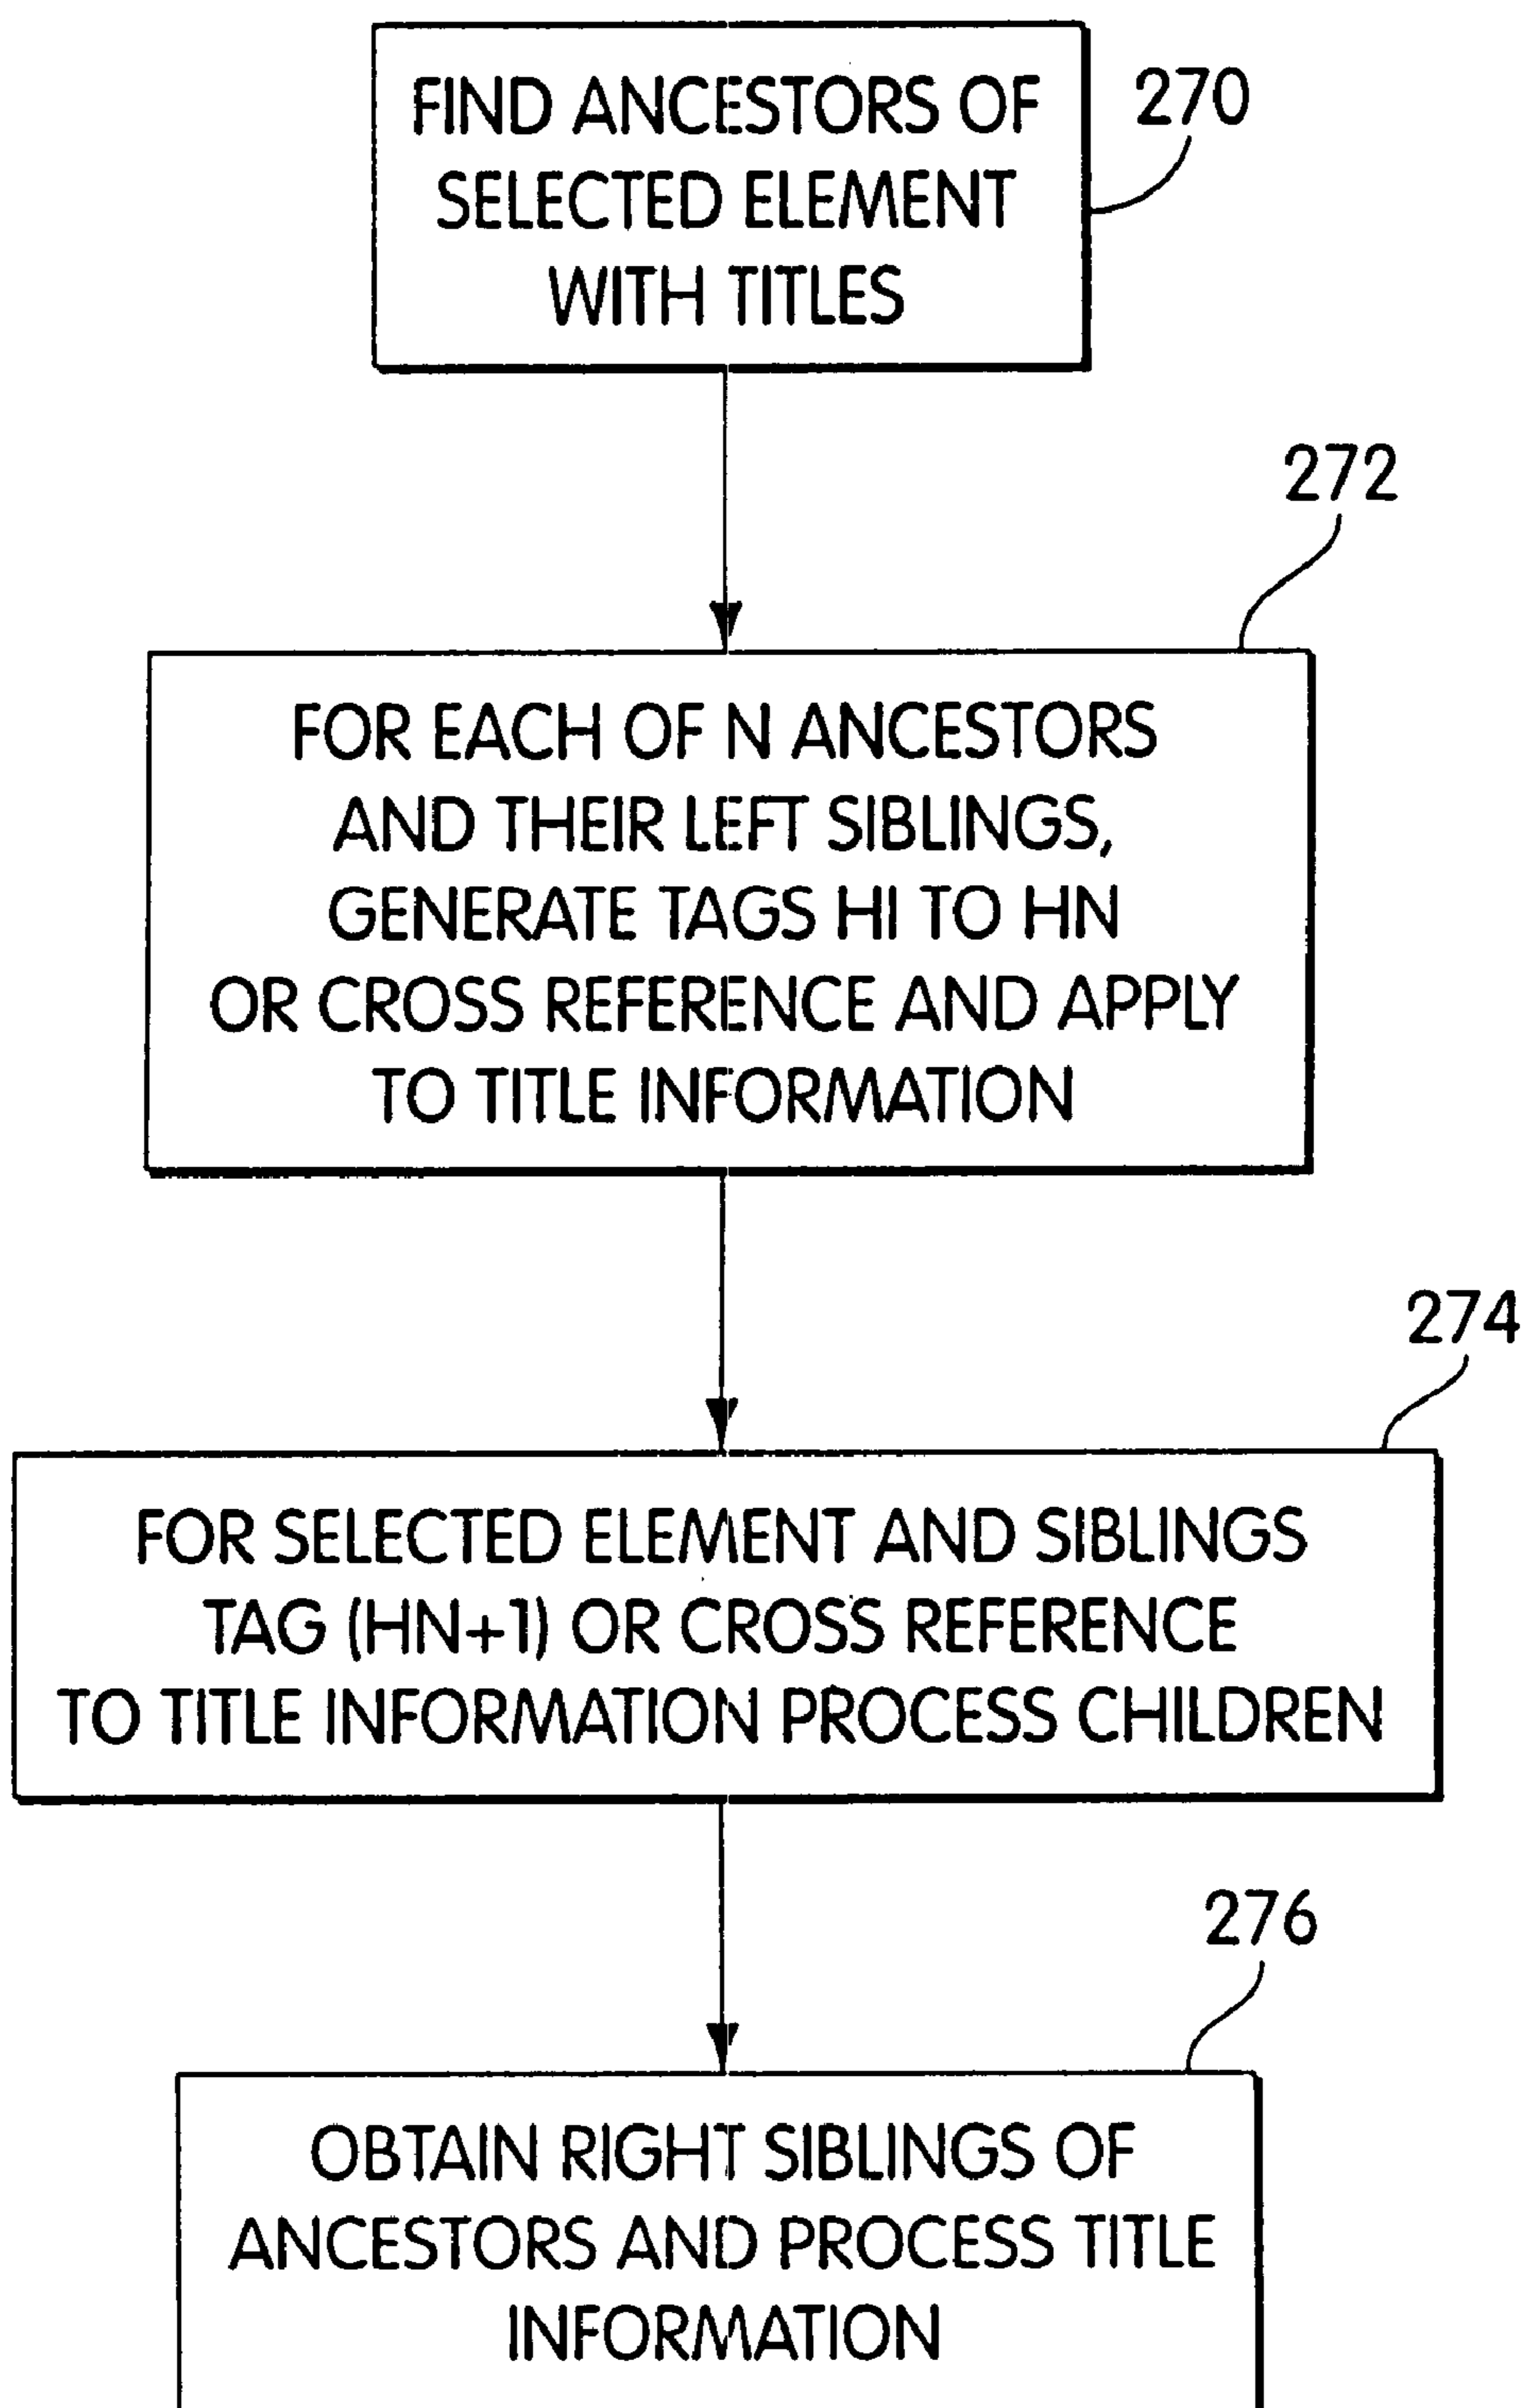 FIND ANCESTORS OF
SELECTED ELEMENT
WITH TITLES
270
272
FOR EACH OF N ANCESTORS
AND THEIR LEFT SIBLINGS,
GENERATE TAGS HI TO HN
OR CROSS REFERENCE AND APPLY
TO TITLE INFORMATION
274
FOR SELECTED ELEMENT AND SIBLINGS
TAG (HN+1) OR CROSS REFERENCE
TO TITLE INFORMATION PROCESS CHILDREN
276
OBTAIN RIGHT SIBLINGS OF
ANCESTORS AND PROCESS TITLE
INFORMATION